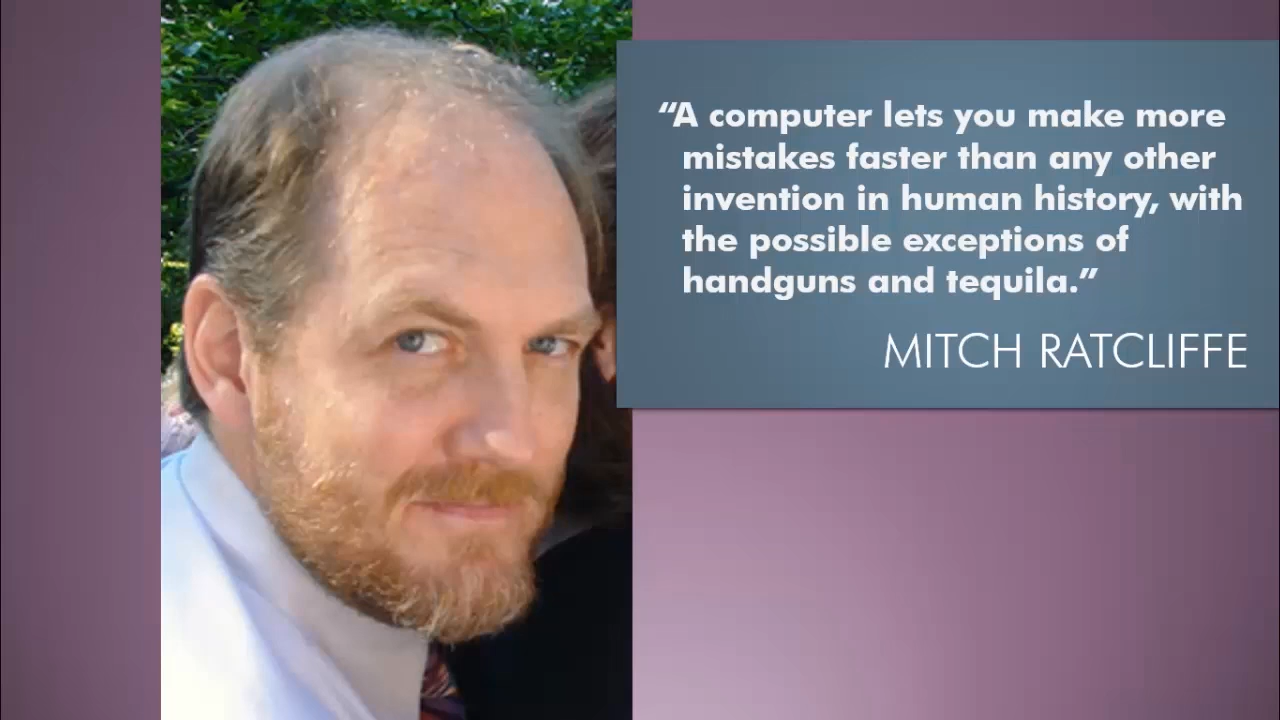 “A computer lets you make more
mistakes faster than any other
invention in human history, with
the possible exceptions of
handguns and tequila.”
MITCH RATCLIFFE